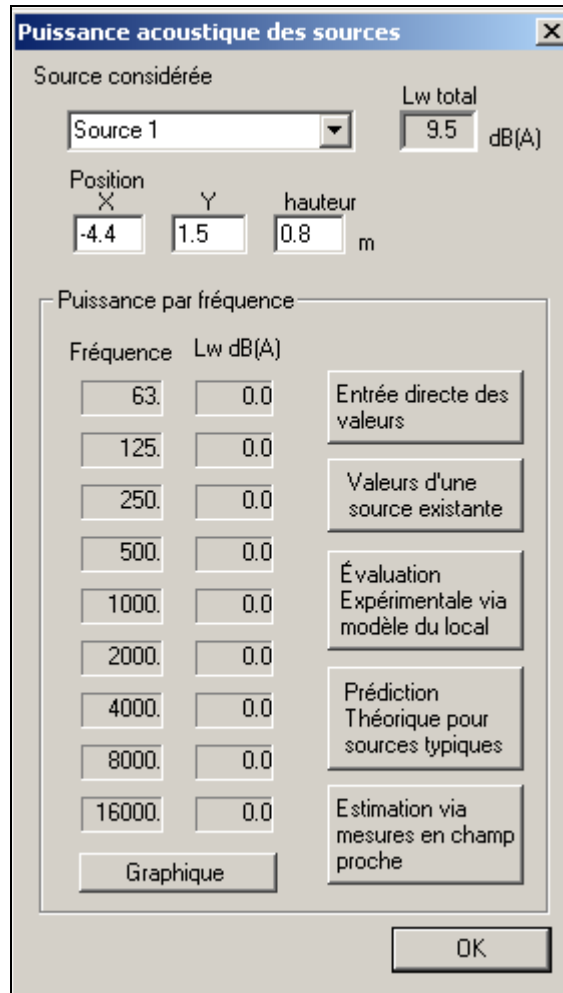 Puissance acoustique des sources
Source considérée
Lw total
Source 1
9.5 dB(A)
Position
X Y hauteur
-4.4 1.5 0.8 m
Puissance par fréquence
Fréquence Lw dB(A)
63. 0.0
125. 0.0
250. 0.0
500. 0.0
1000. 0.0
2000. 0.0
4000. 0.0
8000. 0.0
16000. 0.0
Graphique
Entrée directe des
valeurs
Valeurs d'une
source existante
Évaluation
Expérimentale via
modèle du local
Prédiction
Théorique pour
sources typiques
Estimation via
mesures en champ
proche
OK